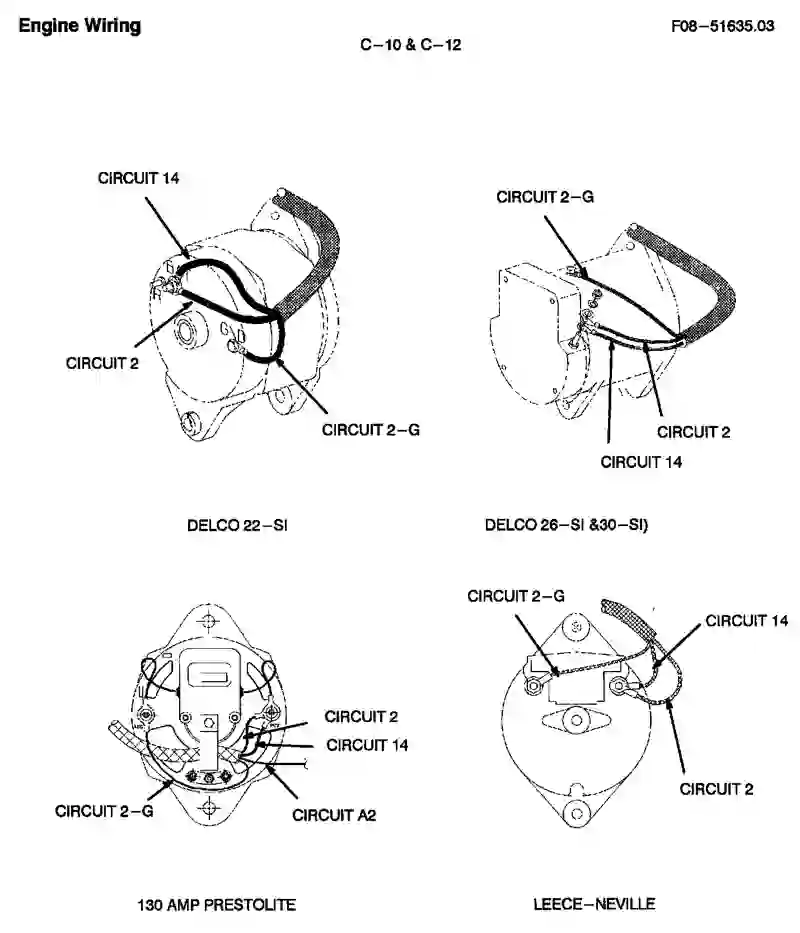 Engine Wiring
F08-51635.03
C-10 & C-12
CIRCUIT 14
CIRCUIT 2
CIRCUIT 2-G
DELCO 22-SI
CIRCUIT 2-G
CIRCUIT 2
CIRCUIT 14
DELCO 26-SI &30-SI)
CIRCUIT 2
CIRCUIT 14
CIRCUIT 2-G
CIRCUIT A2
130 AMP PRESTOLITE
CIRCUIT 2-G
CIRCUIT 14
CIRCUIT 2
LEECE-NEVILLE